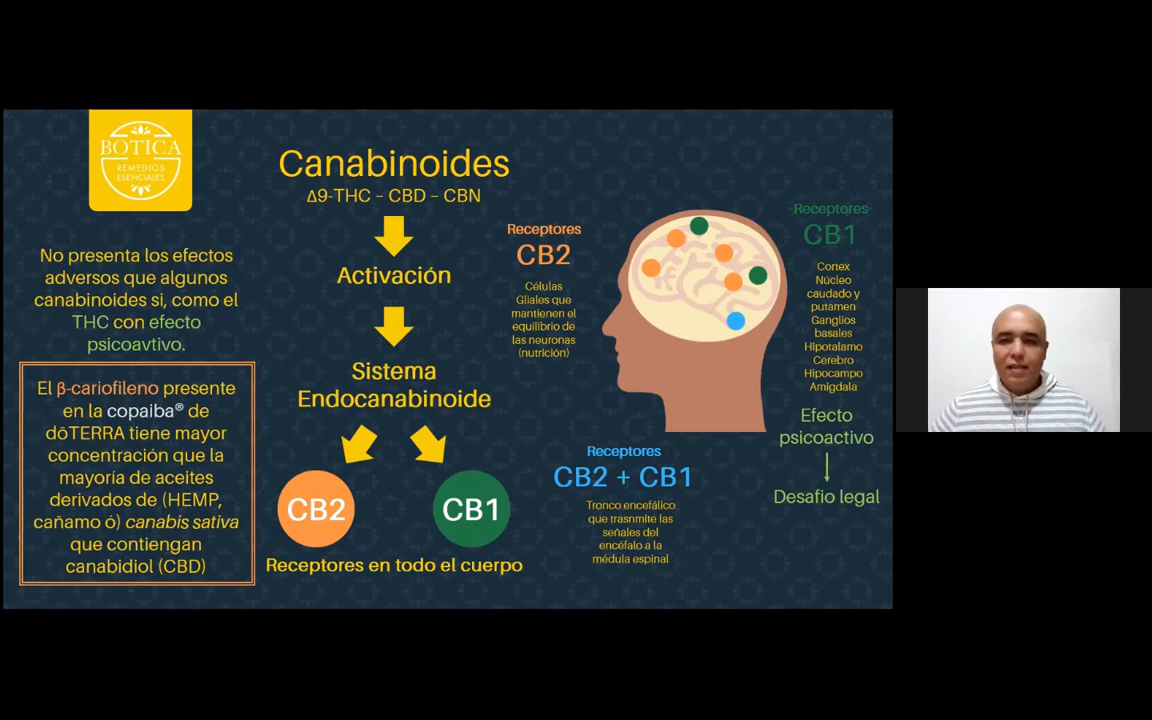 BOTICA
REMEDIOS
ESENCIALES
Canabinoides
Δ9-THC – CBD – CBN
Activación
Sistema
Endocanabinoide
CB2
CB1
Receptores en todo el cuerpo
No presenta los efectos
adversos que algunos
canabinoides si, como el
THC con efecto
psicoavtivo.
El β-cariofileno presente
en la copaiba® de
dōTERRA tiene mayor
concentración que la
mayoría de aceites
derivados de (HEMP,
cañamo ó) canabis sativa
que contiengan
canabidiol (CBD)
Receptores
CB2
Células
Gliales que
mantienen el
equilibrio de
las neuronas
(nutrición)
Receptores
CB2 + CB1
Tronco encefálico
que trasnmite las
señales del
encéfalo a la
médula espinal
Receptores
CB1
Cortex
Núcleo
caudado y
putamen
Ganglios
basales
Hipotalamo
Cerebro
Hipocampo
Amigdala
Efecto
psicoactivo
Desafio legal